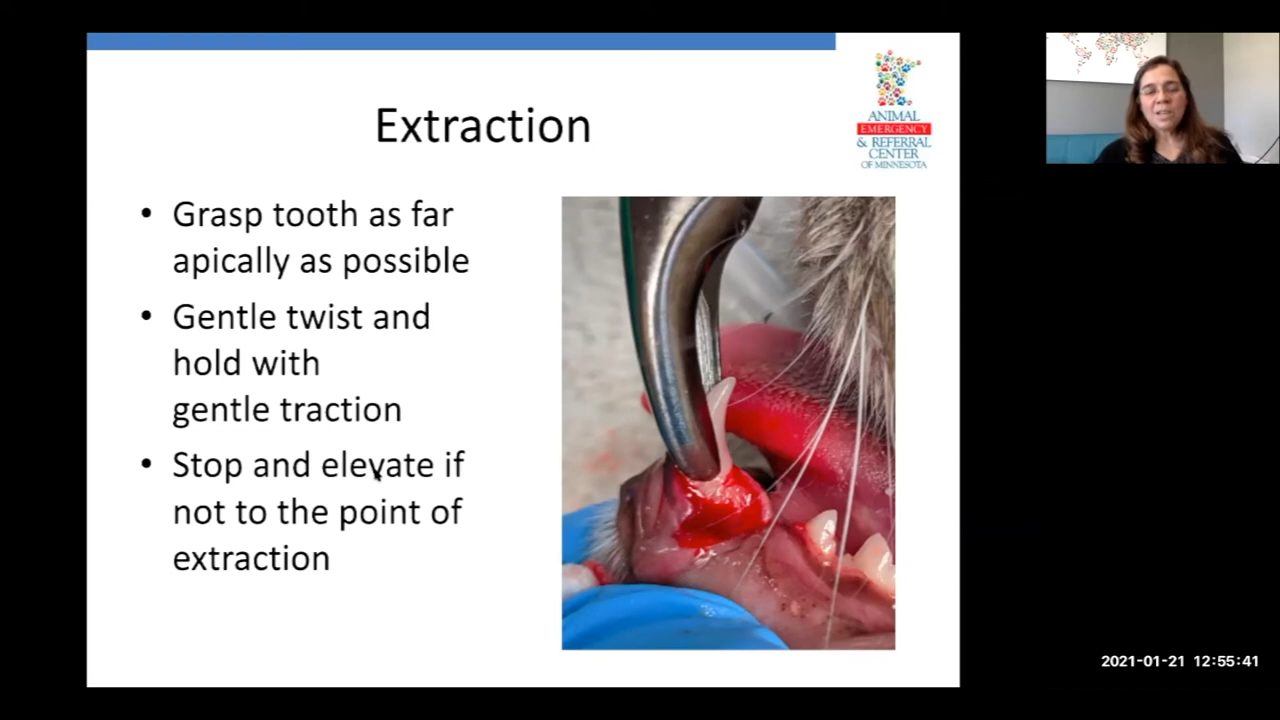 Extraction
ANIMAL
EMERGENCY
& REFERRAL
CENTER
OF MINNESOTA
• Grasp tooth as far
apically as possible
• Gentle twist and
hold with
gentle traction
• Stop and elevate if
not to the point of
extraction
2021-01-21 12:55:41